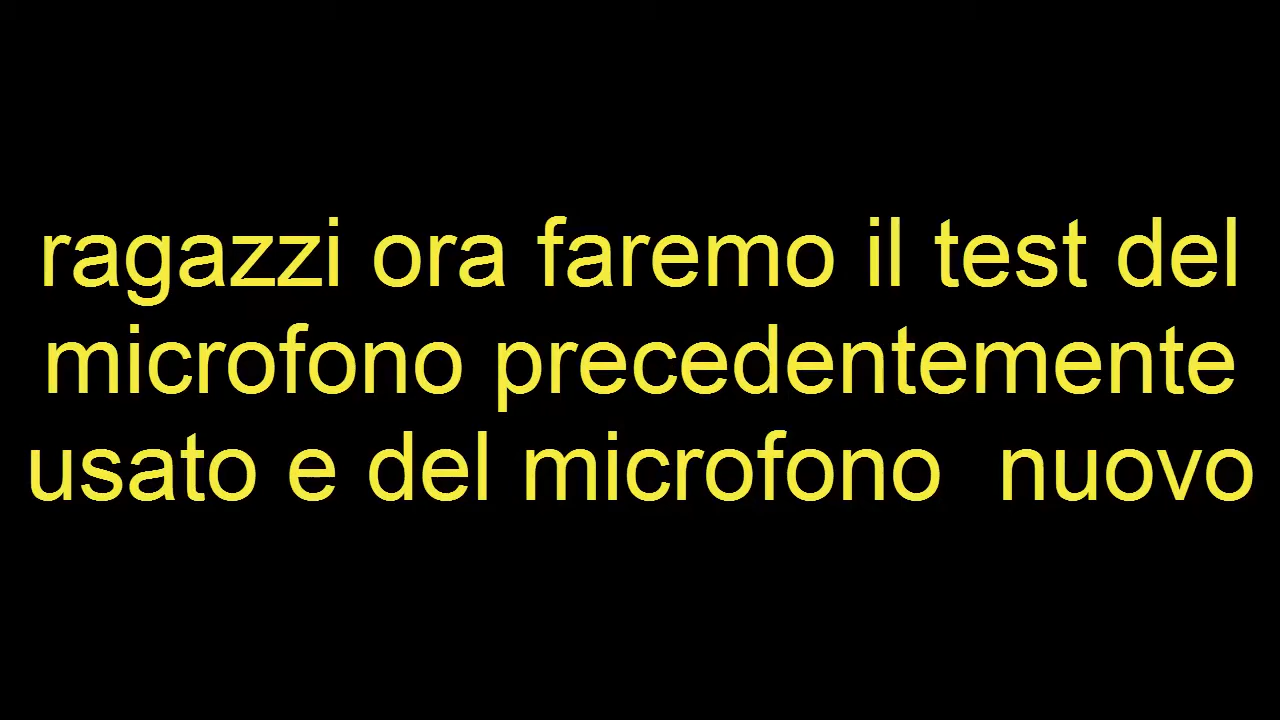 ragazzi ora faremo il test del
microfono precedentemente
usato e del microfono  nuovo